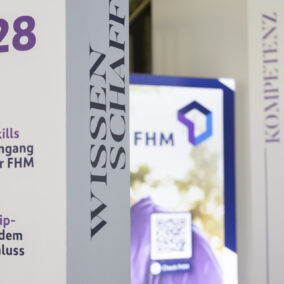 28
kills
ngang
r FHM
ip-
dem
luss
WISSEN
SCHAFF
FHM
KOMPETENZ